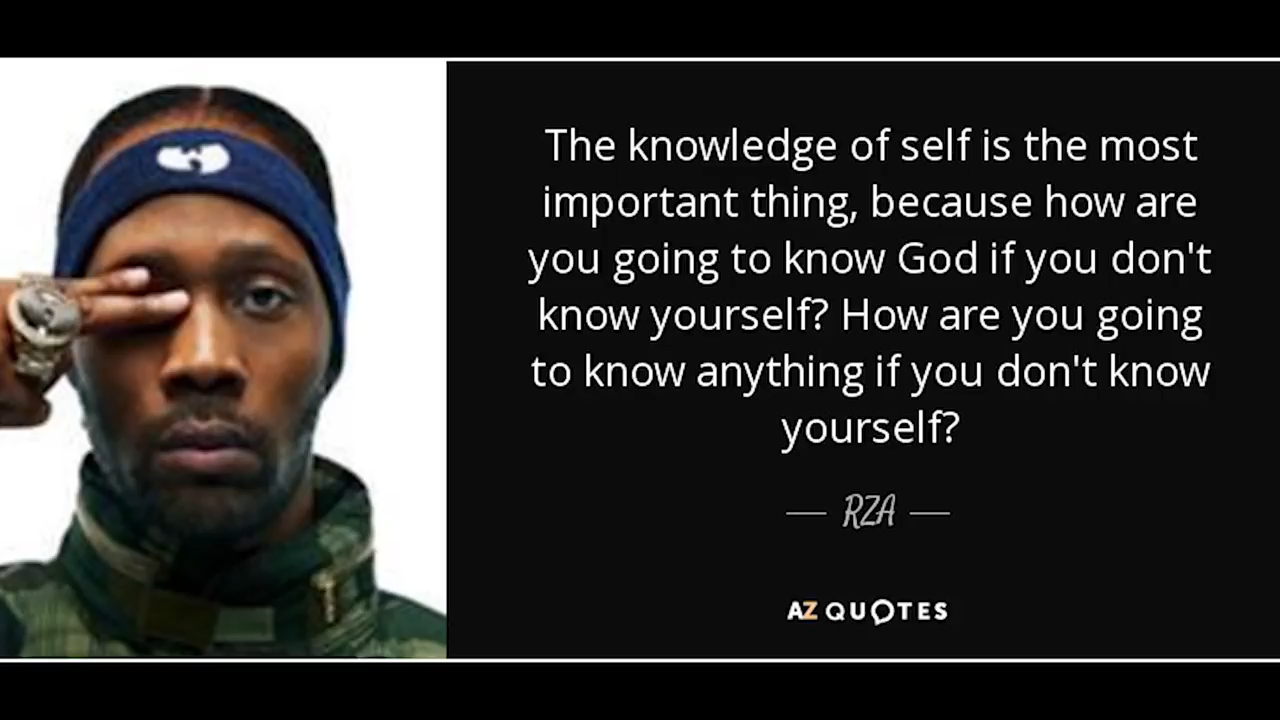 The knowledge of self is the most
important thing, because how are
you going to know God if you don't
know yourself? How are you going
to know anything if you don't know
yourself?
— RZA —
AZ QUOTES